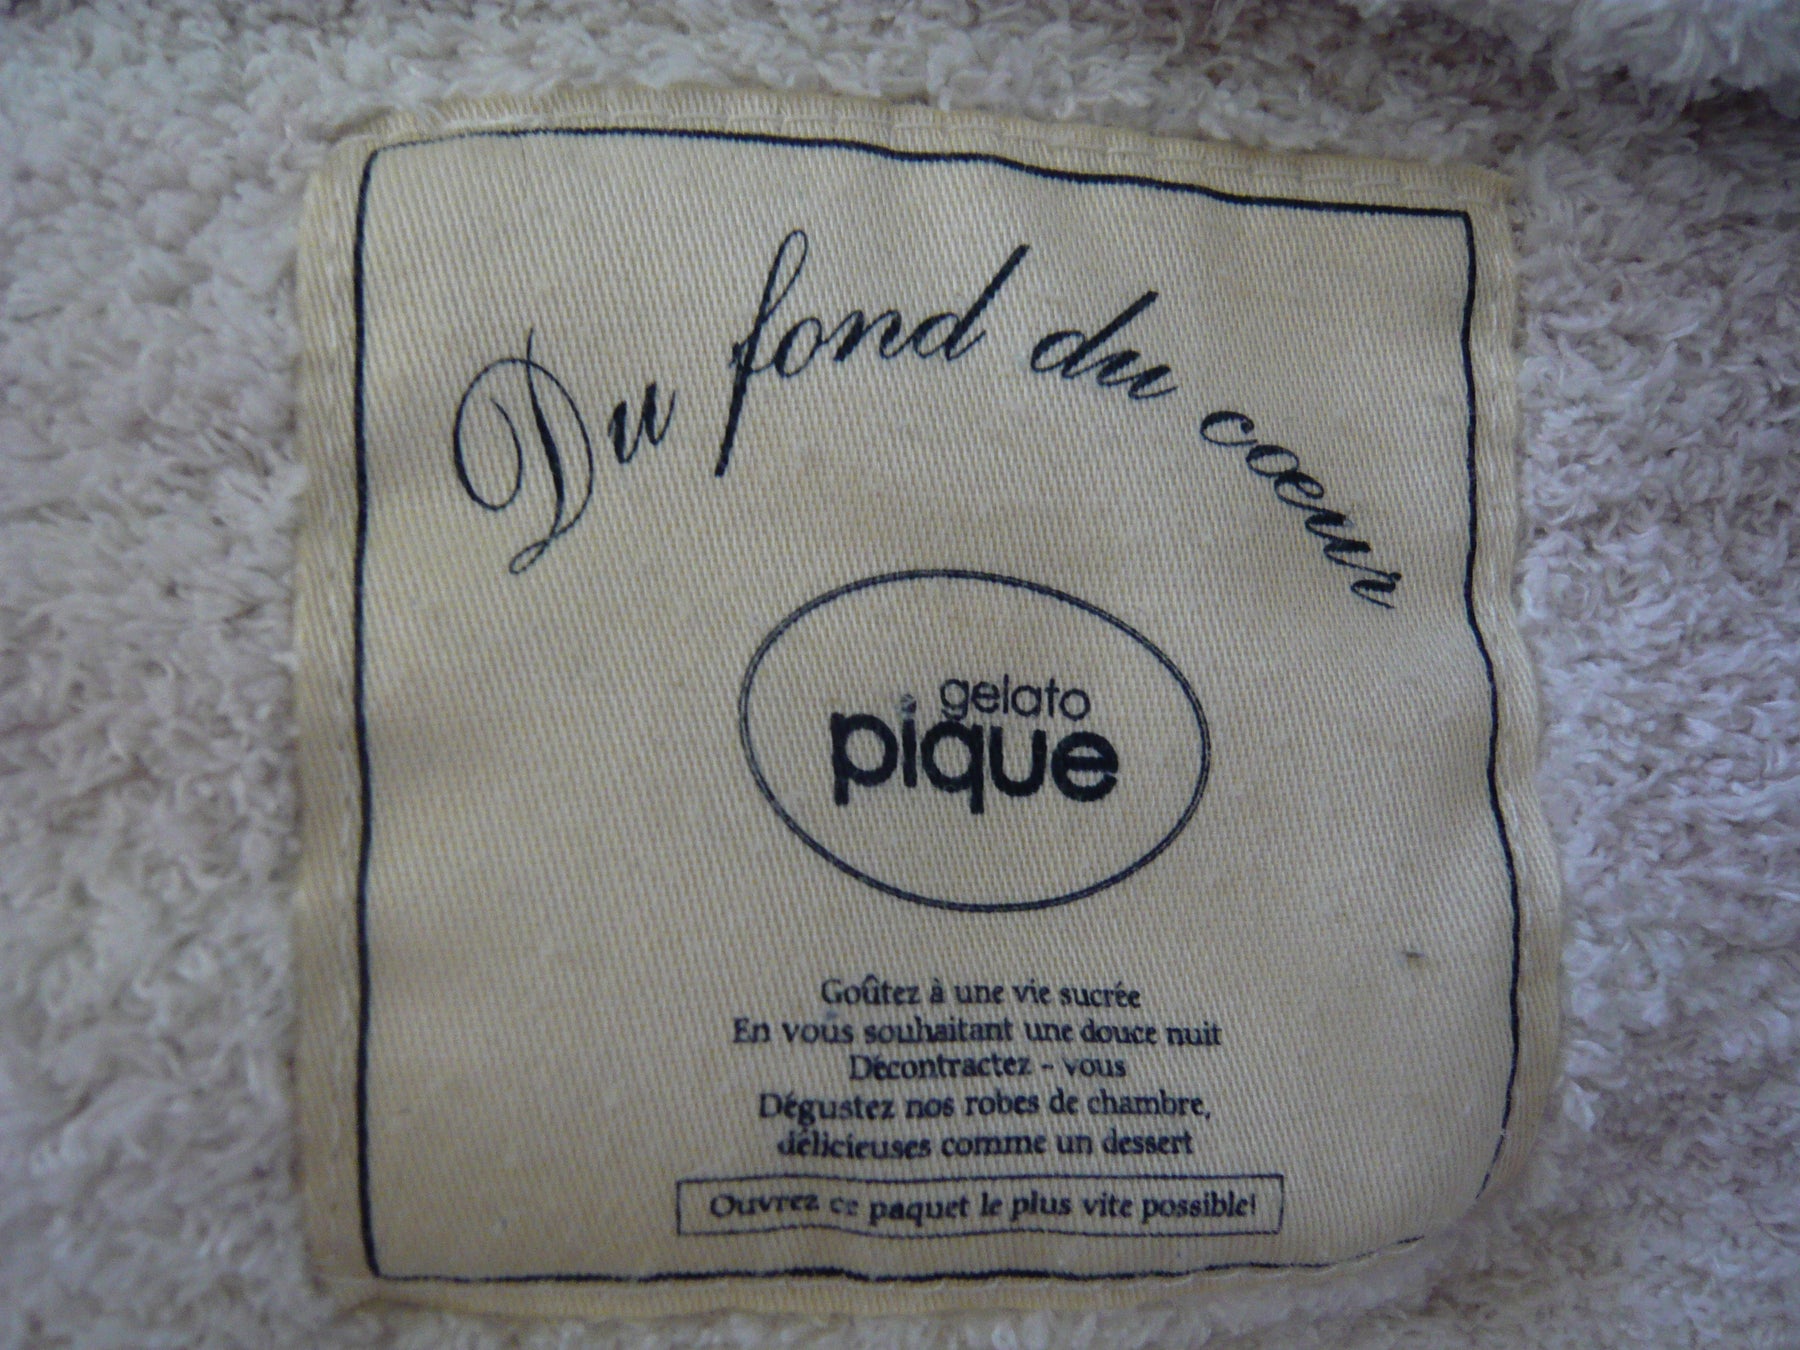 Du fond du cœur
gelato
pique
Goûtez à une vie sucrée
En vous souhaitant une douce nuit
Décontractez - vous
Dégustez nos robes de chambre,
délicieuses comme un dessert
Ouvrez ce paquet le plus vite possible!